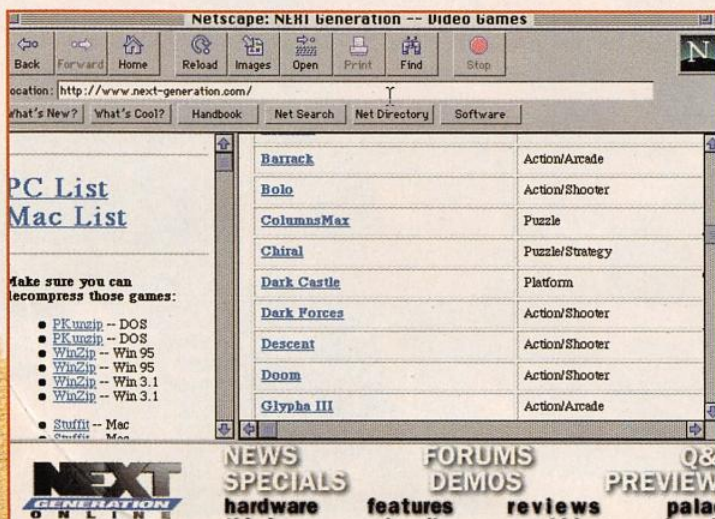 Netscape: NEXT Generation -- Video Games
Back Forward Home Reload Images Open Print Find Stop
N
ocation: http://www.next-generation.com/
What's New? What's Cool? Handbook Net Search Net Directory Software
PC List
Mac List
Make sure you can
decompress those games:
PKunzip -- DOS
PKunzip -- DOS
WinZip -- Win 95
WinZip -- Win 95
WinZip -- Win 3.1
WinZip -- Win 3.1
Stuffit -- Mac
Stuffit -- Mac
Barrack Action/Arcade
Bolo Action/Shooter
ColumnsMax Puzzle
Chiral Puzzle/Strategy
Dark Castle Platform
Dark Forces Action/Shooter
Descent Action/Shooter
Doom Action/Shooter
Glypha III Action/Arcade
NEXT
GENERATION
ONLINE
NEWS FORUMS Q&
SPECIALS DEMOS PREVIEW
hardware features reviews palac